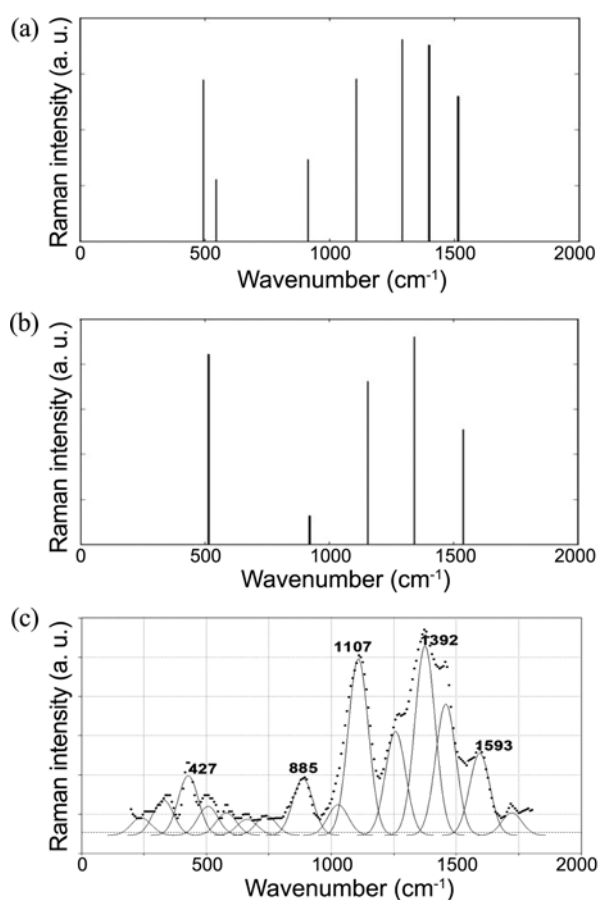 (a)
Raman intensity (a. u.)
0 500 1000 1500 2000
Wavenumber (cm⁻¹)
(b)
Raman intensity (a. u.)
0 500 1000 1500 2000
Wavenumber (cm⁻¹)
(c)
Raman intensity (a. u.)
1107 1392
427 885 1593
0 500 1000 1500 2000
Wavenumber (cm⁻¹)